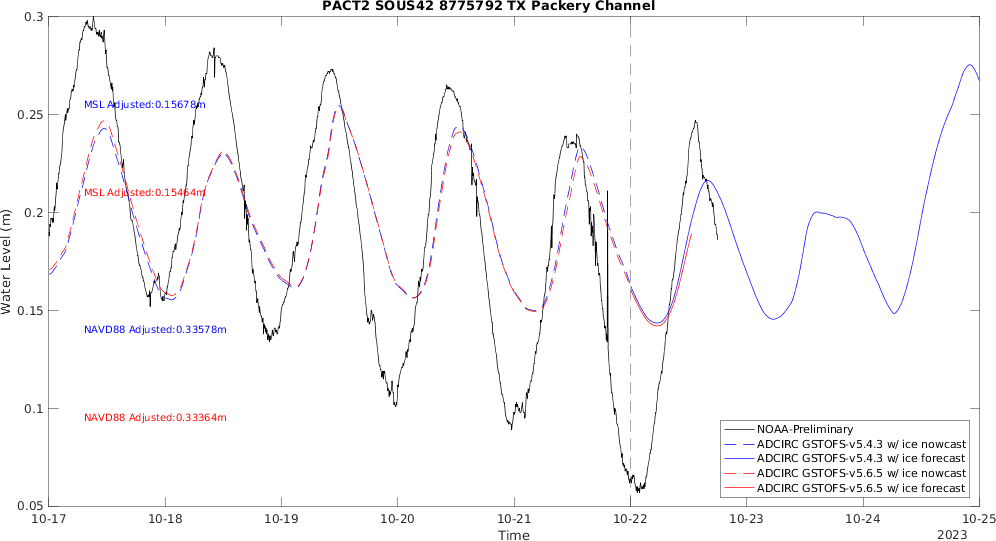 PACT2 SOUS42 8775792 TX Packery Channel
0.3
0.25
0.2
0.15
0.1
0.05
Water Level (m)
MSL Adjusted:0.15678m
MSL Adjusted:0.15464m
NAVD88 Adjusted:0.33578m
NAVD88 Adjusted:0.33364m
NOAA-Preliminary
ADCIRC GSTOFS-v5.4.3 w/ ice nowcast
ADCIRC GSTOFS-v5.4.3 w/ ice forecast
ADCIRC GSTOFS-v5.6.5 w/ ice nowcast
ADCIRC GSTOFS-v5.6.5 w/ ice forecast
10-17 10-18 10-19 10-20 10-21 10-22 10-23 10-24 10-25
Time
2023